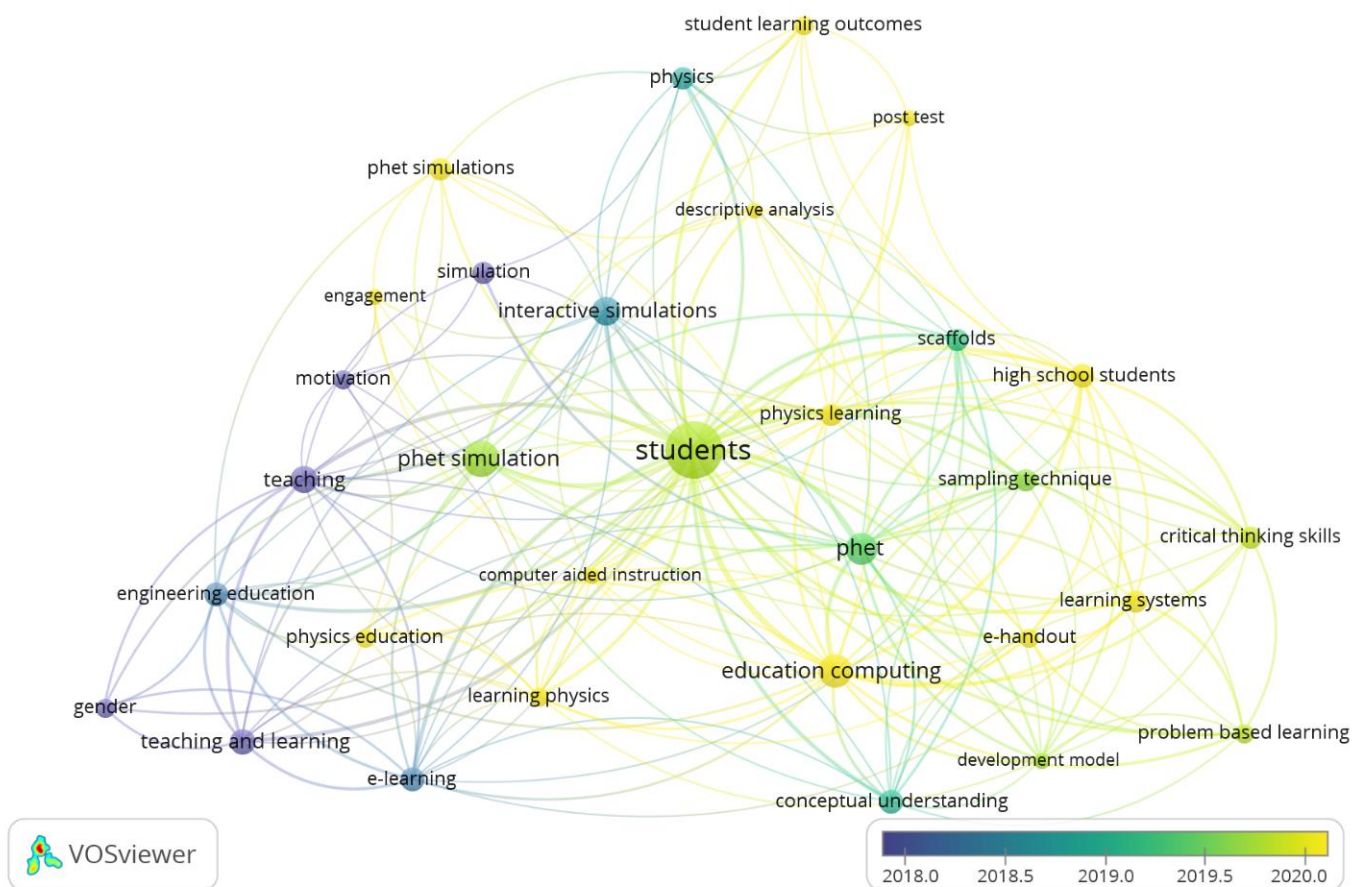 student learning outcomes
physics
post test
phet simulations
descriptive analysis
simulation
engagement
interactive simulations
scaffolds
high school students
motivation
physics learning
students
phet simulation
teaching
sampling technique
critical thinking skills
phet
computer aided instruction
engineering education
learning systems
physics education
e-handout
education computing
learning physics
gender
problem based learning
teaching and learning
development model
e-learning
conceptual understanding
VOSviewer
2018.0 2018.5 2019.0 2019.5 2020.0